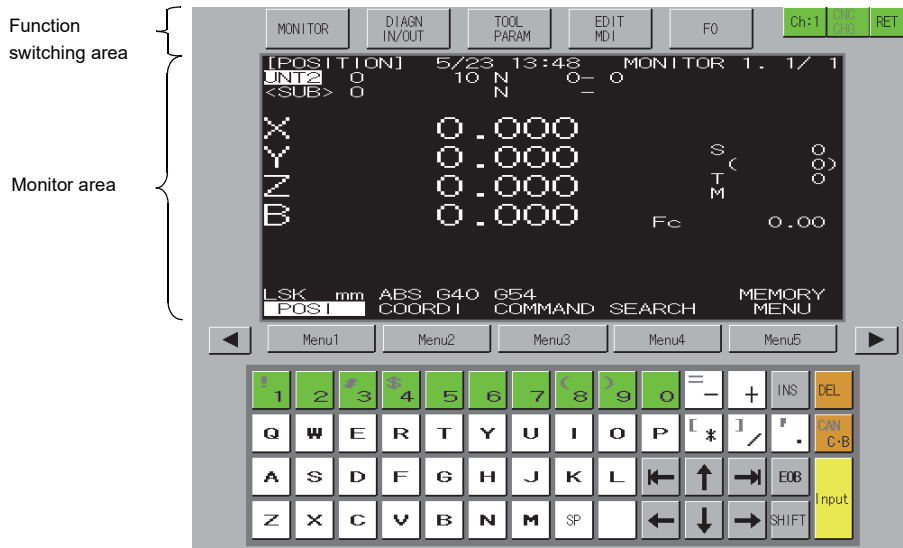 Function
switching area
Monitor area
MONITOR
DIAGN
IN/OUT
TOOL
PARAM
EDIT
MDI
FO
Ch:1
CNC
CHG
RET
[POSITION] 5/23 13:48 MONITOR 1. 1/ 1
UNT2 O 10 N 0- 0
<SUB> O N -
X 0.000
Y 0.000
Z 0.000
B 0.000
S 0
( 0)
T 0
M
Fc 0.00
LSK mm ABS G40 G54 MEMORY
POSI COORDI COMMAND SEARCH MENU
◀ Menu1 Menu2 Menu3 Menu4 Menu5 ▶
! 1 2 # 3 $ 4 5 6 7 ( 8 ) 9 0 = - + INS DEL
Q W E R T Y U I O P [ * ] / ' . CAN C·B
A S D F G H J K L ⇤ ↑ ⇥ EOB Input
Z X C V B N M SP ← ↓ → SHIFT